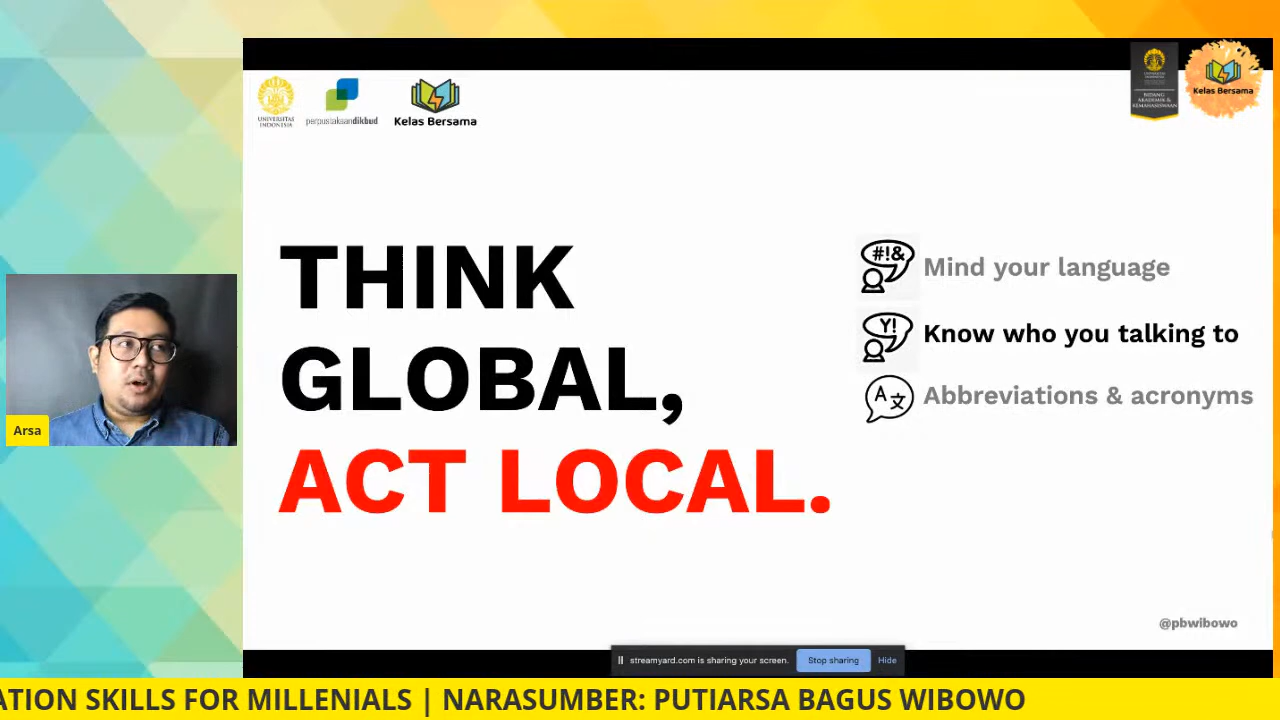 UNIVERSITAS
INDONESIA
perpustakaandikbud
Kelas Bersama
BIDANG
AKADEMIK &
KEMAHASISWAAN
Kelas Bersama
THINK
GLOBAL,
ACT LOCAL.
#!&
Mind your language
Y!
Know who you talking to
A文
Abbreviations & acronyms
Arsa
@pbwibowo
streamyard.com is sharing your screen.
Stop sharing
Hide
ATION SKILLS FOR MILLENIALS | NARASUMBER: PUTIARSA BAGUS WIBOWO